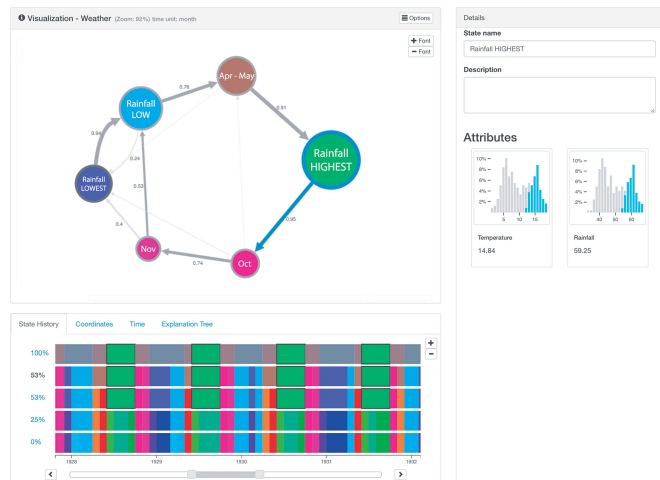 Visualization - Weather (Zoom: 92%) time unit: month
Options
+ Font
− Font
Apr - May
0.76
Rainfall
LOW
0.91
0.94
Rainfall
HIGHEST
0.24
Rainfall
LOWEST
0.53
0.4
0.95
Nov
0.74
Oct
State History
Coordinates
Time
Explanation Tree
+
−
100%
53%
53%
25%
0%
1928
1929
1930
1931
1932
Details
State name
Rainfall HIGHEST
Description
Attributes
10%
8%
6%
4%
2%
5 10 15
Temperature
14.84
10%
8%
6%
4%
2%
40 50 60
Rainfall
59.25